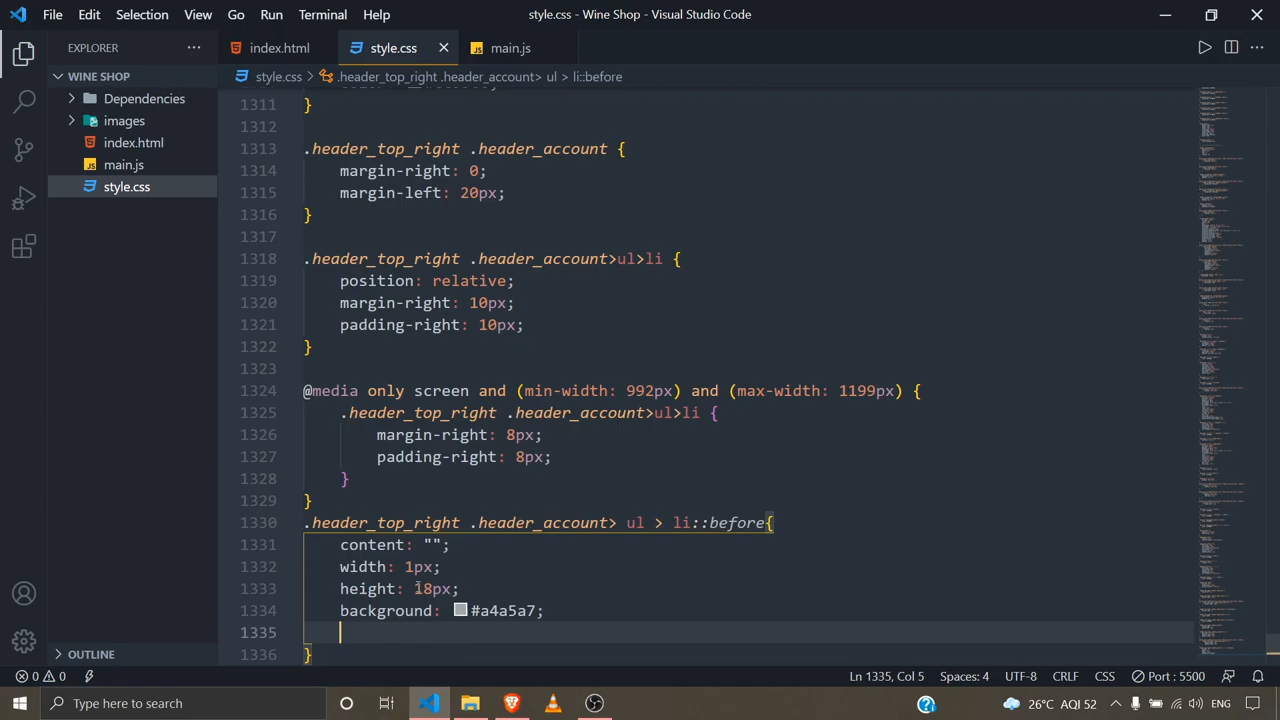 File Edit Selection View Go Run Terminal Help style.css - Wine Shop - Visual Studio Code
EXPLORER
index.html
style.css
main.js
WINE SHOP
style.css > .header_top_right .header_account> ul > li::before
Dependencies
images
index.html
main.js
style.css
1311 }
1312
1313 .header_top_right .header_account {
1314 margin-right: 0;
1315 margin-left: 20px;
1316 }
1317
1318 .header_top_right .header_account>ul>li {
1319 position: relative;
1320 margin-right: 10px;
1321 padding-right: 10px;
1322 }
1323
1324 @media only screen and (min-width: 992px) and (max-width: 1199px) {
1325 .header_top_right .header_account>ul>li {
1326 margin-right: 8px;
1327 padding-right: 8px;
1328 }
1329 }
1330 .header_top_right .header_account> ul > li::before{
1331 content: "";
1332 width: 1px;
1333 height: 18px;
1334 background: #a4a5a7;
1335
1336 }
OUTLINE
0 0 Ln 1335, Col 5 Spaces: 4 UTF-8 CRLF CSS Port : 5500
Type here to search 26°C AQI 52 ENG